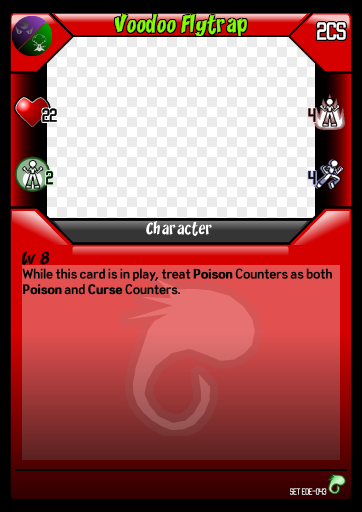 Voodoo Flytrap
2CS
22
4
2
4
Character
Lv 8
While this card is in play, treat Poison Counters as both
Poison and Curse Counters.
SET EOE-043